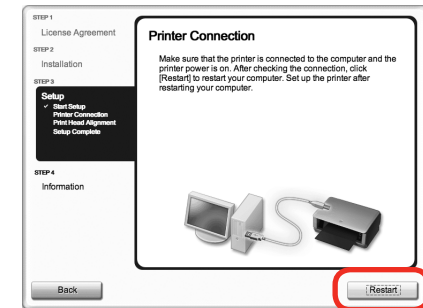 STEP 1
License Agreement
STEP 2
Installation
STEP 3
Setup
✓ Start Setup
Printer Connection
Print Head Alignment
Setup Complete
STEP 4
Information
Printer Connection
Make sure that the printer is connected to the computer and the
printer power is on. After checking the connection, click
[Restart] to restart your computer. Set up the printer after
restarting your computer.
Back
Restart